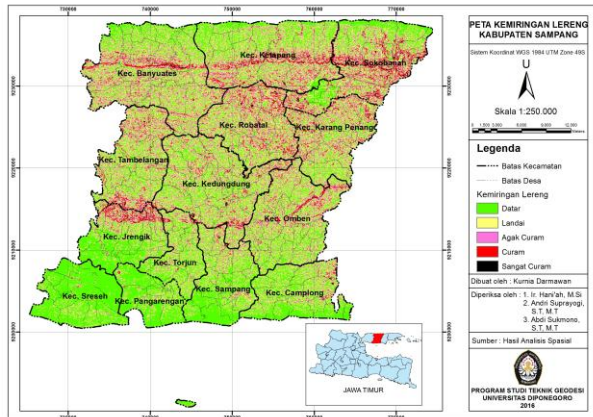 PETA KEMIRINGAN LERENG
KABUPATEN SAMPANG
Sistem Koordinat WGS 1984 UTM Zone 49S
U
Skala 1:250.000
Legenda
Batas Kecamatan
Batas Desa
Kemiringan Lereng
Datar
Landai
Agak Curam
Curam
Sangat Curam
Dibuat oleh : Kurnia Darmawan
Diperiksa oleh : 1. Ir. Hani'ah, M.Si
2. Andri Suprayogi,
S.T, M.T
3. Abdi Sukmono,
S.T, M.T
Sumber : Hasil Analisis Spasial
PROGRAM STUDI TEKNIK GEODESI
UNIVERSITAS DIPONEGORO
2016
Kec. Banyuates
Kec. Ketapang
Kec. Sokobanah
Kec. Robatal
Kec. Karang Penang
Kec. Tambelangan
Kec. Kedungdung
Kec. Omben
Kec. Jrengik
Kec. Torjun
Kec. Sreseh
Kec. Pangarengan
Kec. Sampang
Kec. Camplong
JAWA TIMUR